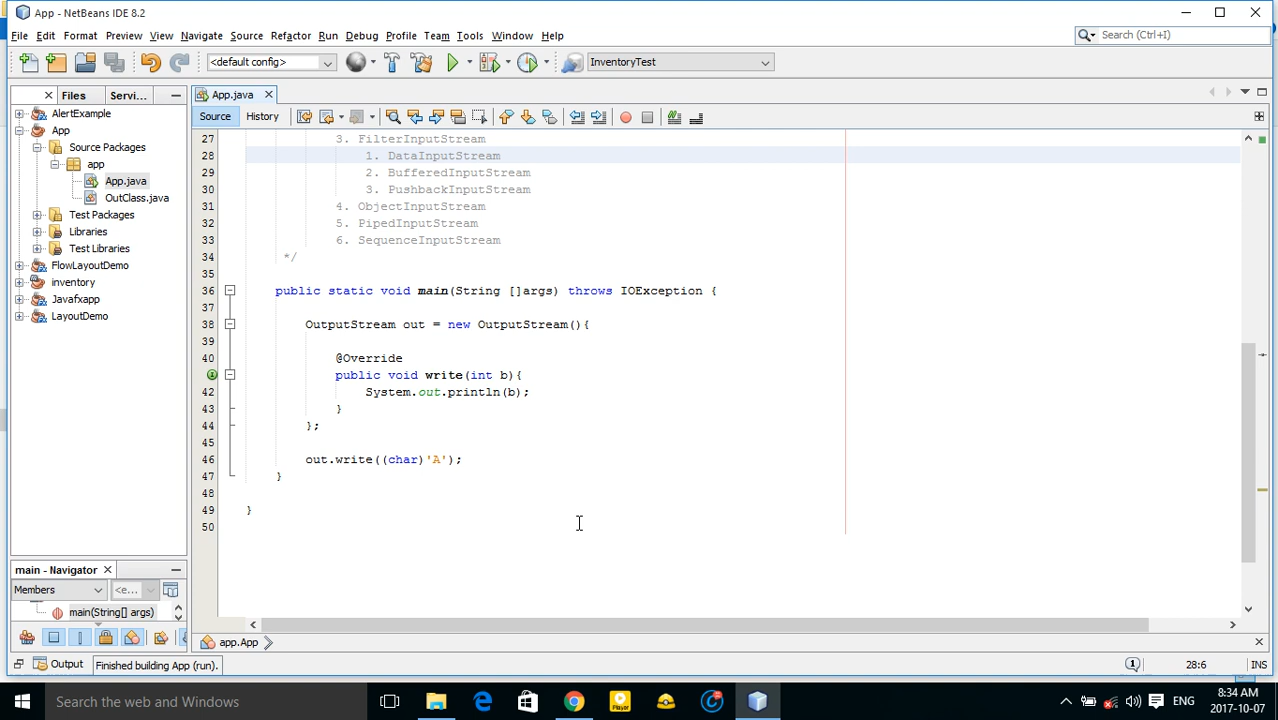 App - NetBeans IDE 8.2
File Edit Format Preview View Navigate Source Refactor Run Debug Profile Team Tools Window Help
Search (Ctrl+I)
<default config>
InventoryTest
Files Servi...
App.java
AlertExample
App
Source Packages
app
App.java
OutClass.java
Test Packages
Libraries
Test Libraries
FlowLayoutDemo
inventory
Javafxapp
LayoutDemo
Source History
27 3. FilterInputStream
28 1. DataInputStream
29 2. BufferedInputStream
30 3. PushbackInputStream
31 4. ObjectInputStream
32 5. PipedInputStream
33 6. SequenceInputStream
34 */
35
36 public static void main(String []args) throws IOException {
37
38 OutputStream out = new OutputStream(){
39
40 @Override
public void write(int b){
42 System.out.println(b);
43 }
44 };
45
46 out.write((char)'A');
47 }
48
49 }
50
main - Navigator
Members
<e...
main(String[] args)
app.App
Output
Finished building App (run).
1
28:6
INS
Search the web and Windows
Player
ENG
8:34 AM
2017-10-07